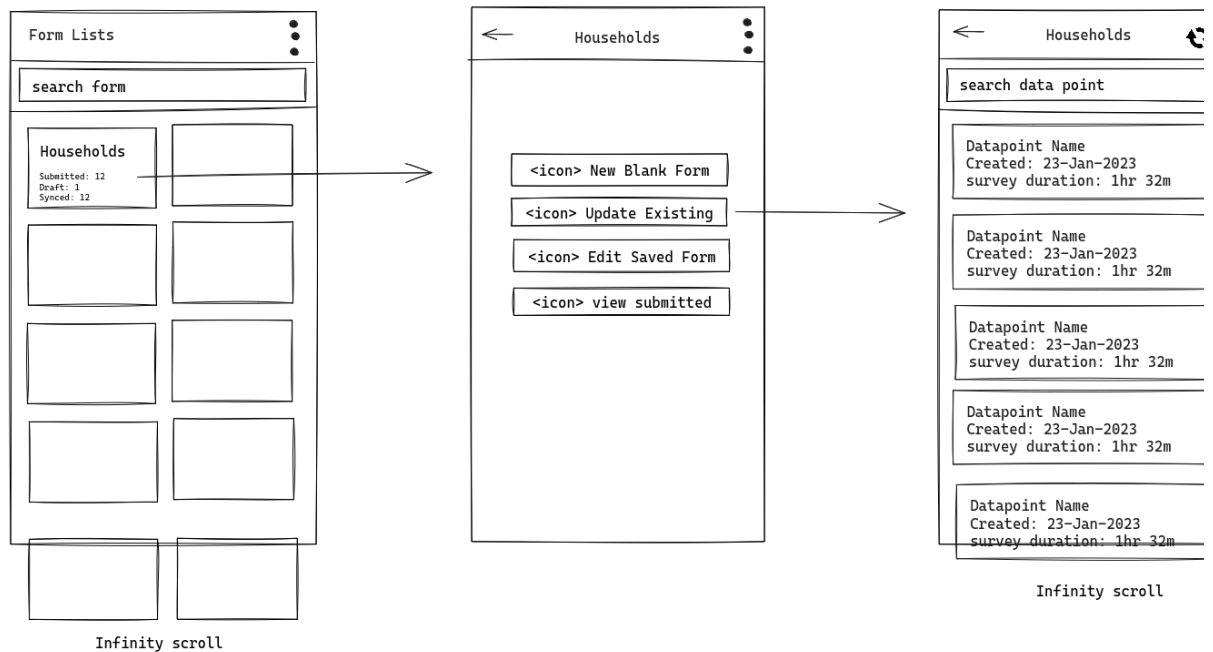 Form Lists
search form
Households
Submitted: 12
Draft: 1
Synced: 12
Infinity scroll
Households
<icon> New Blank Form
<icon> Update Existing
<icon> Edit Saved Form
<icon> view submitted
Households
search data point
Datapoint Name
Created: 23-Jan-2023
survey duration: 1hr 32m
Datapoint Name
Created: 23-Jan-2023
survey duration: 1hr 32m
Datapoint Name
Created: 23-Jan-2023
survey duration: 1hr 32m
Datapoint Name
Created: 23-Jan-2023
survey duration: 1hr 32m
Datapoint Name
Created: 23-Jan-2023
survey duration: 1hr 32m
Infinity scroll